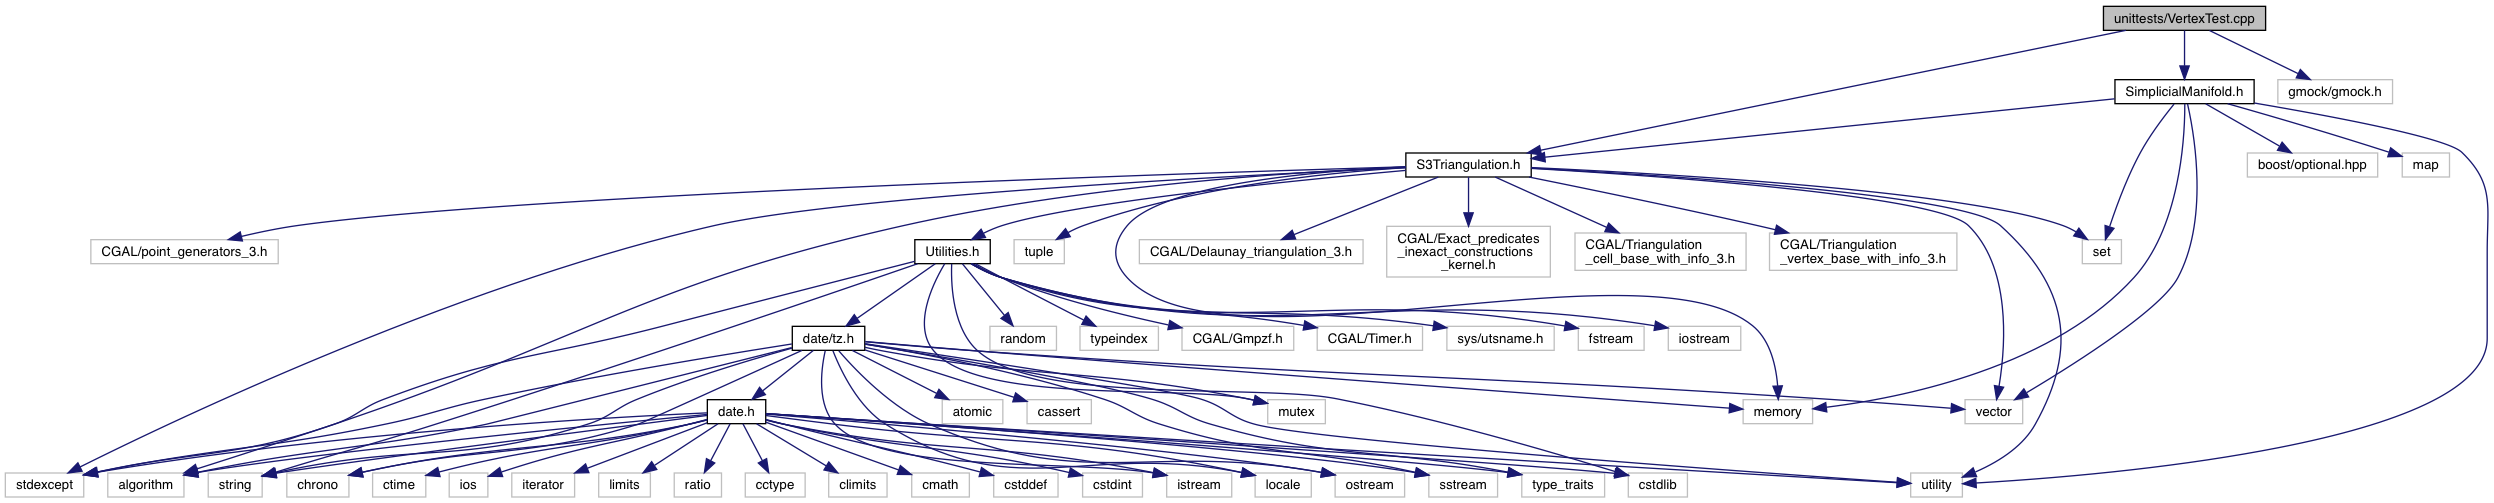 unittests/VertexTest.cpp
SimplicialManifold.h
gmock/gmock.h
S3Triangulation.h
boost/optional.hpp
map
CGAL/point_generators_3.h
Utilities.h
tuple
CGAL/Delaunay_triangulation_3.h
CGAL/Exact_predicates
_inexact_constructions
_kernel.h
CGAL/Triangulation
_cell_base_with_info_3.h
CGAL/Triangulation
_vertex_base_with_info_3.h
set
date/tz.h
random
typeindex
CGAL/Gmpzf.h
CGAL/Timer.h
sys/utsname.h
fstream
iostream
date.h
atomic
cassert
mutex
memory
vector
stdexcept
algorithm
string
chrono
ctime
ios
iterator
limits
ratio
cctype
climits
cmath
cstddef
cstdint
istream
locale
ostream
sstream
type_traits
cstdlib
utility